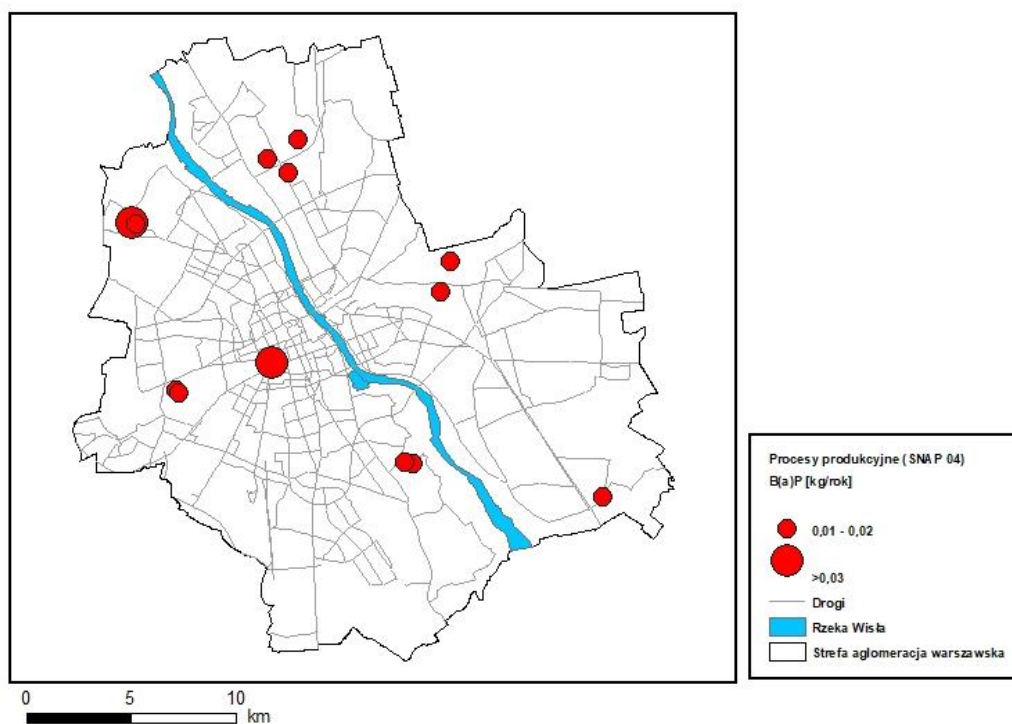 Procesy produkcyjne (SNAP 04)
B(a)P [kg/rok]
0,01 - 0,02
>0,03
Drogi
Rzeka Wisła
Strefa aglomeracja warszawska
0 5 10
km